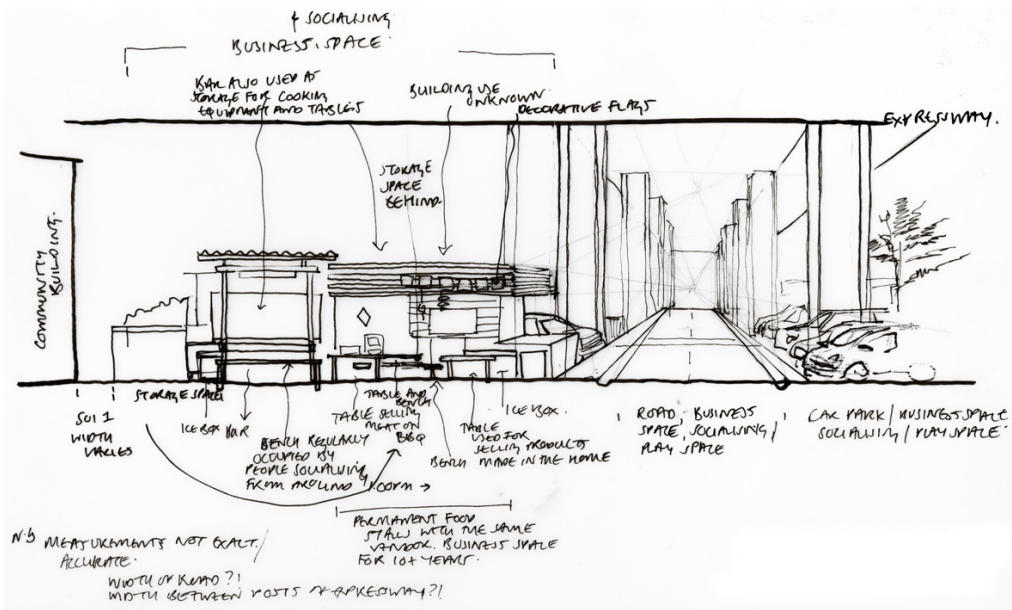 & SOCIALISING
BUSINESS SPACE
BAR ALSO USED AS
STORAGE FOR COOKING
EQUIPMENT AND TABLES
BUILDING USE
UNKNOWN
DECORATIVE FLAGS
EXPRESSWAY.
STORAGE
SPACE
BEHIND.
COMMUNITY
BUILDING.
SOI 1
WIDTH
VARIES
STORAGE SPACE
ICE BOX
BAR
BENCH REGULARLY
OCCUPIED BY
PEOPLE SOCIALISING
FROM AROUND 1.00PM →
TABLE SELLING
MEAT ON
BBQ
TABLE AND
BENCH
BENCH
TABLE
USED FOR
SELLING PRODUCTS
MADE IN THE HOME
ICE BOX.
ROAD, BUSINESS
SPACE, SOCIALISING /
PLAY SPACE
CAR PARK / BUSINESS SPACE
SOCIALISING / PLAY SPACE
PERMANENT FOOD
STALL WITH THE SAME
VENDOR. BUSINESS SPACE
FOR 10+ YEARS.
N.B MEASUREMENTS NOT EXACT /
ACCURATE.
WIDTH OF ROAD?!
WIDTH BETWEEN POSTS OF EXPRESSWAY?!